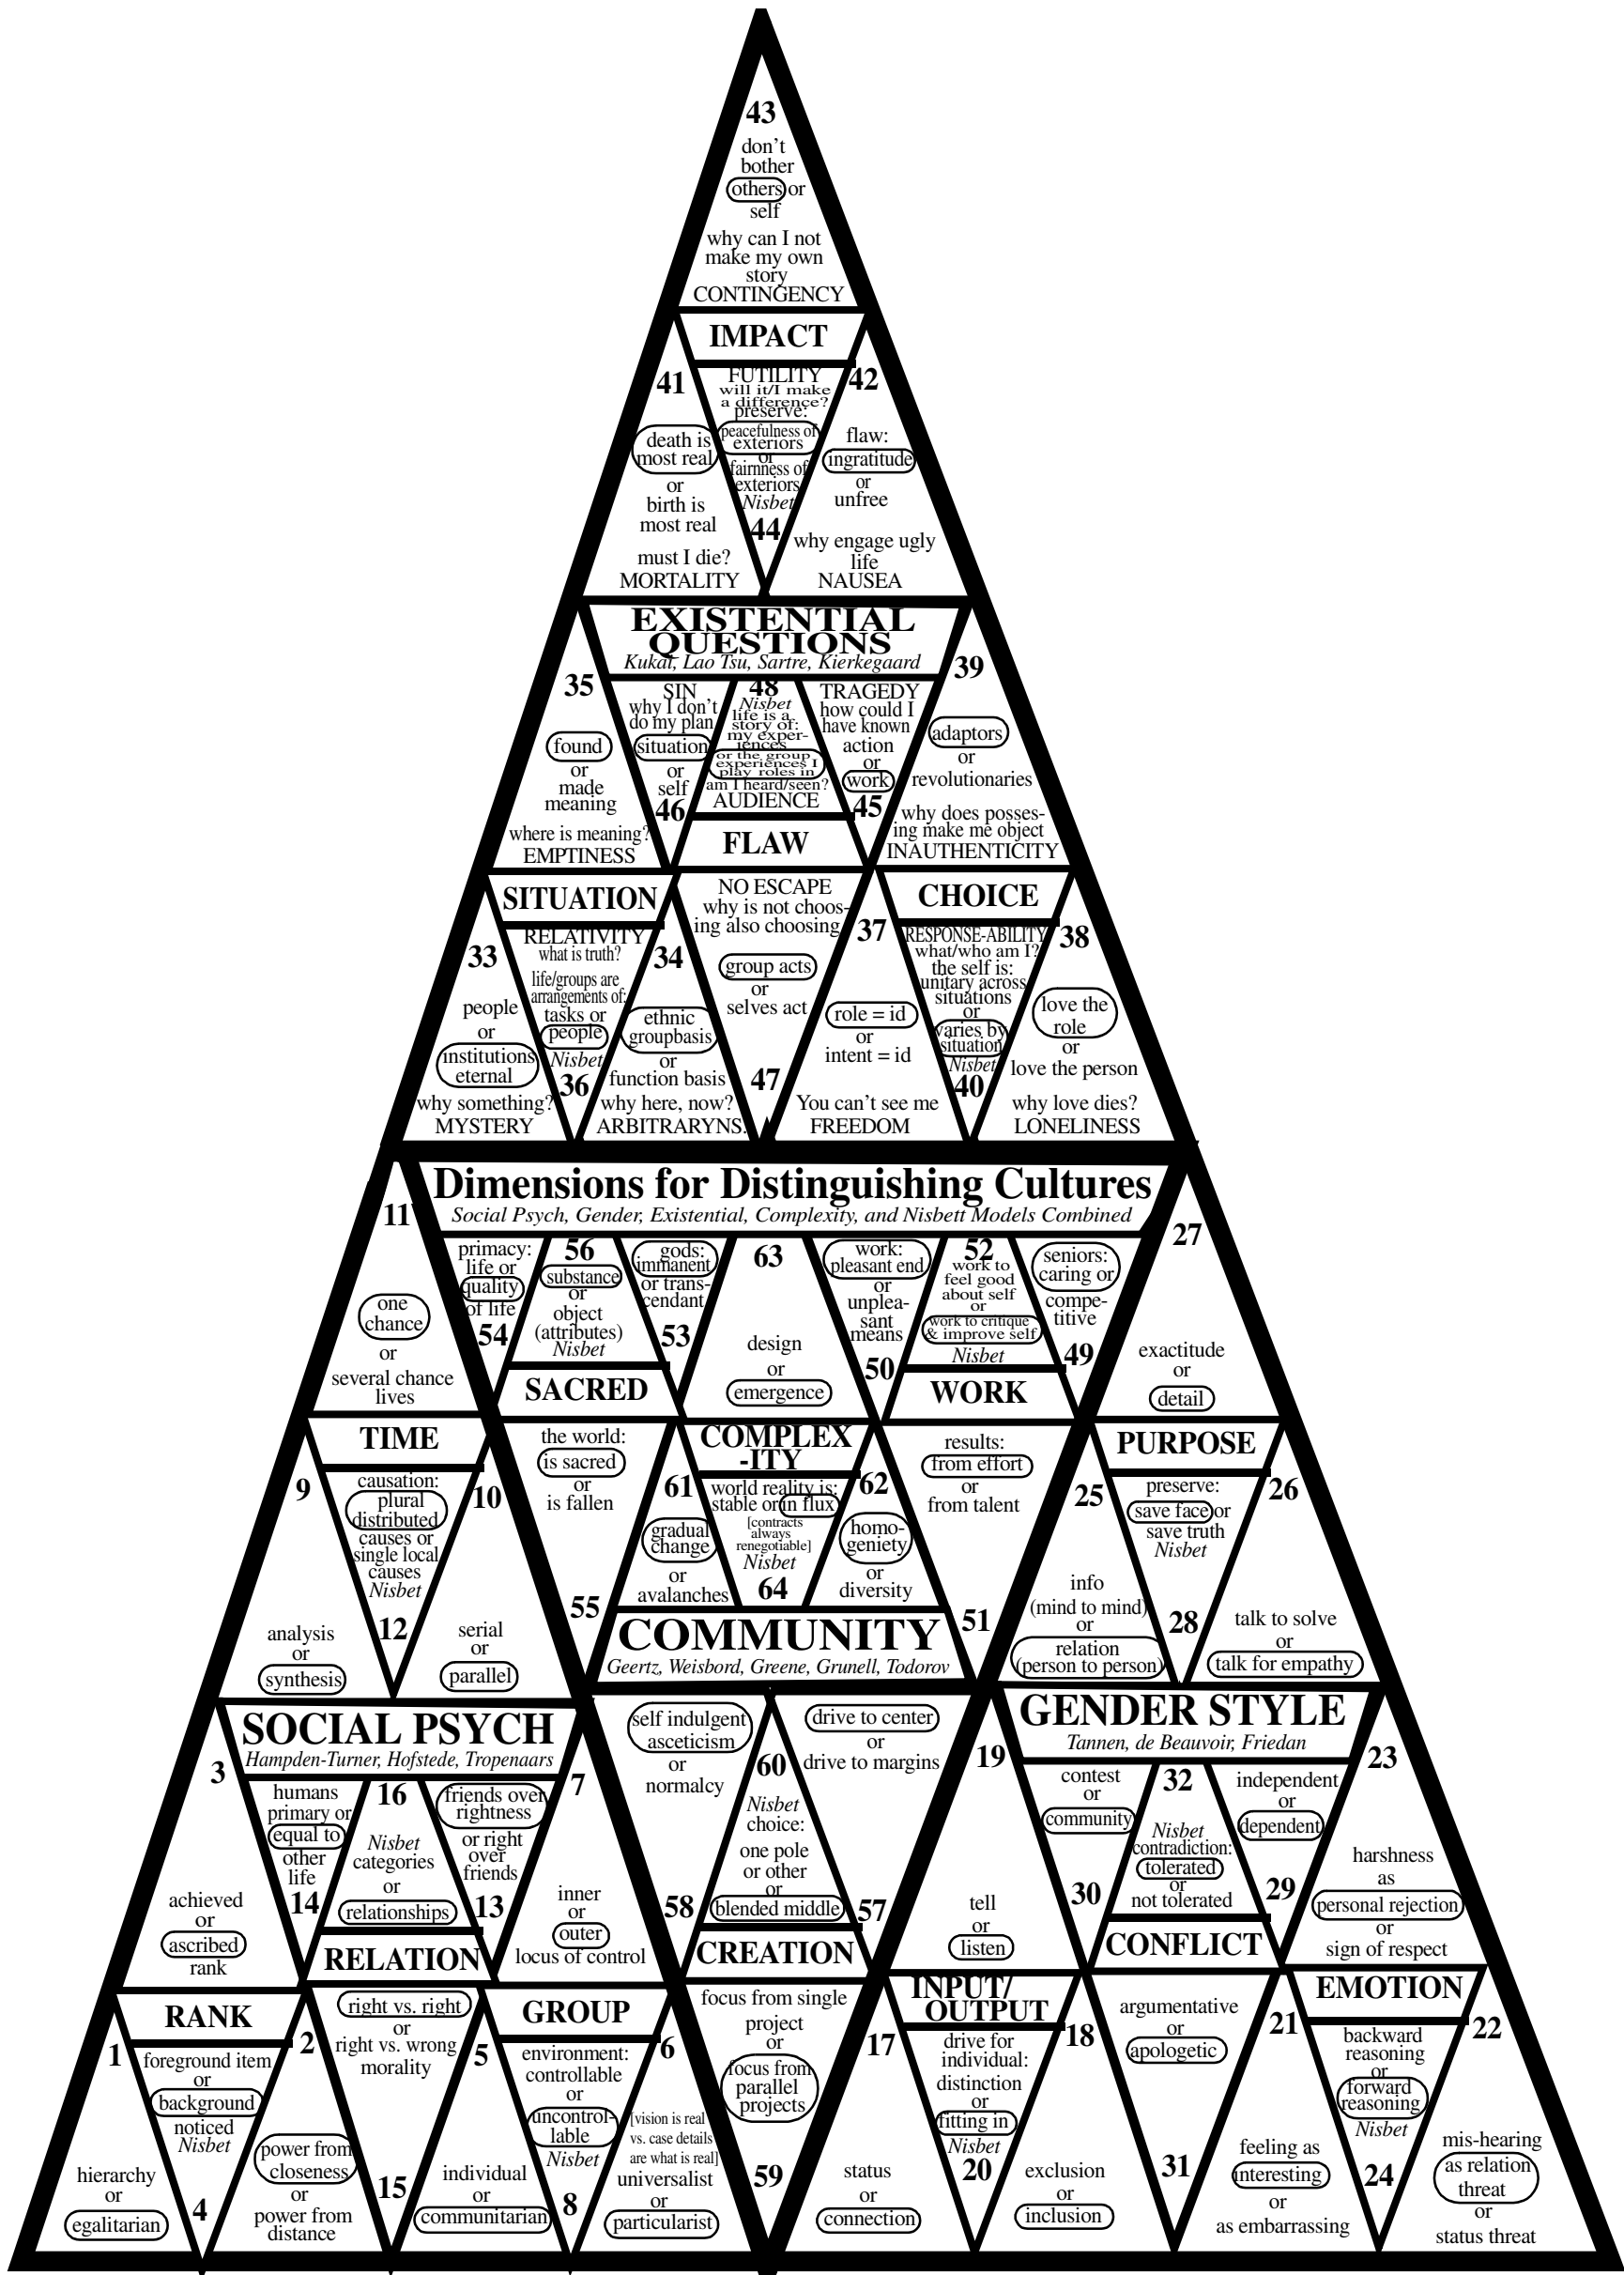 43
don't
bother
others or
self
why can I not
make my own
story
CONTINGENCY
IMPACT
41
death is
most real
or
birth is
most real
must I die?
MORTALITY
FUTILITY
will it/I make
a difference?
preserve:
peacefulness of
exteriors
or
fairnness of
exteriors
Nisbet
44
42
flaw:
ingratitude
or
unfree
why engage ugly
life
NAUSEA
EXISTENTIAL
QUESTIONS
Kukai, Lao Tsu, Sartre, Kierkegaard
35
found
or
made
meaning
where is meaning?
EMPTINESS
SIN
why I don't
do my plan
situation
or
self
46
48
Nisbet
life is a
story of:
my exper-
iences
or the group
experiences I
play roles in
am I heard/seen?
AUDIENCE
TRAGEDY
how could I
have known
action
or
work
45
39
adaptors
or
revolutionaries
why does posses-
ing make me object
INAUTHENTICITY
FLAW
SITUATION
33
people
or
institutions
eternal
why something?
MYSTERY
RELATIVITY
what is truth?
life/groups are
arrangements of:
tasks or
people
Nisbet
36
34
ethnic
groupbasis
or
function basis
why here, now?
ARBITRARYNS.
NO ESCAPE
why is not choos-
ing also choosing
group acts
or
selves act
47
CHOICE
37
role = id
or
intent = id
You can't see me
FREEDOM
RESPONSE-ABILITY
what/who am I?
the self is:
unitary across
situations
or
varies by
situation
Nisbet
40
38
love the
role
or
love the person
why love dies?
LONELINESS
Dimensions for Distinguishing Cultures
Social Psych, Gender, Existential, Complexity, and Nisbett Models Combined
11
one
chance
or
several chance
lives
primacy:
life or
quality
of life
54
56
substance
or
object
(attributes)
Nisbet
gods:
immanent
or trans-
cendant
53
SACRED
63
design
or
emergence
work:
pleasant end
or
unplea-
sant
means
50
52
work to
feel good
about self
or
work to critique
& improve self
Nisbet
seniors:
caring or
compe-
titive
49
WORK
27
exactitude
or
detail
TIME
9
analysis
or
synthesis
causation:
plural
distributed
causes or
single local
causes
Nisbet
12
10
serial
or
parallel
the world:
is sacred
or
is fallen
55
COMPLEX
-ITY
61
gradual
change
or
avalanches
world reality is:
stable or in flux
[contracts
always
renegotiable]
Nisbet
64
62
homo-
geniety
or
diversity
results:
from effort
or
from talent
51
PURPOSE
25
info
(mind to mind)
or
relation
(person to person)
preserve:
save face or
save truth
Nisbet
28
26
talk to solve
or
talk for empathy
COMMUNITY
Geertz, Weisbord, Greene, Grunell, Todorov
SOCIAL PSYCH
Hampden-Turner, Hofstede, Tropenaars
3
achieved
or
ascribed
rank
humans
primary or
equal to
other
life
14
16
Nisbet
categories
or
relationships
friends over
rightness
or right
over
friends
13
RELATION
7
inner
or
outer
locus of control
self indulgent
asceticism
or
normalcy
58
60
Nisbet
choice:
one pole
or other
or
blended middle
drive to center
or
drive to margins
57
CREATION
GENDER STYLE
Tannen, de Beauvoir, Friedan
19
tell
or
listen
contest
or
community
30
32
Nisbet
contradiction:
tolerated
or
not tolerated
independent
or
dependent
29
CONFLICT
23
harshness
as
personal rejection
or
sign of respect
RANK
1
hierarchy
or
egalitarian
foreground item
or
background
noticed
Nisbet
4
2
power from
closeness
or
power from
distance
right vs. right
or
right vs. wrong
morality
15
GROUP
5
individual
or
communitarian
environment:
controllable
or
uncontrol-
lable
Nisbet
8
6
[vision is real
vs. case details
are what is real]
universalist
or
particularist
focus from single
project
or
focus from
parallel
projects
59
INPUT/
OUTPUT
17
status
or
connection
drive for
individual:
distinction
or
fitting in
Nisbet
20
18
exclusion
or
inclusion
argumentative
or
apologetic
31
EMOTION
21
feeling as
interesting
or
as embarrassing
backward
reasoning
or
forward
reasoning
Nisbet
24
22
mis-hearing
as relation
threat
or
status threat